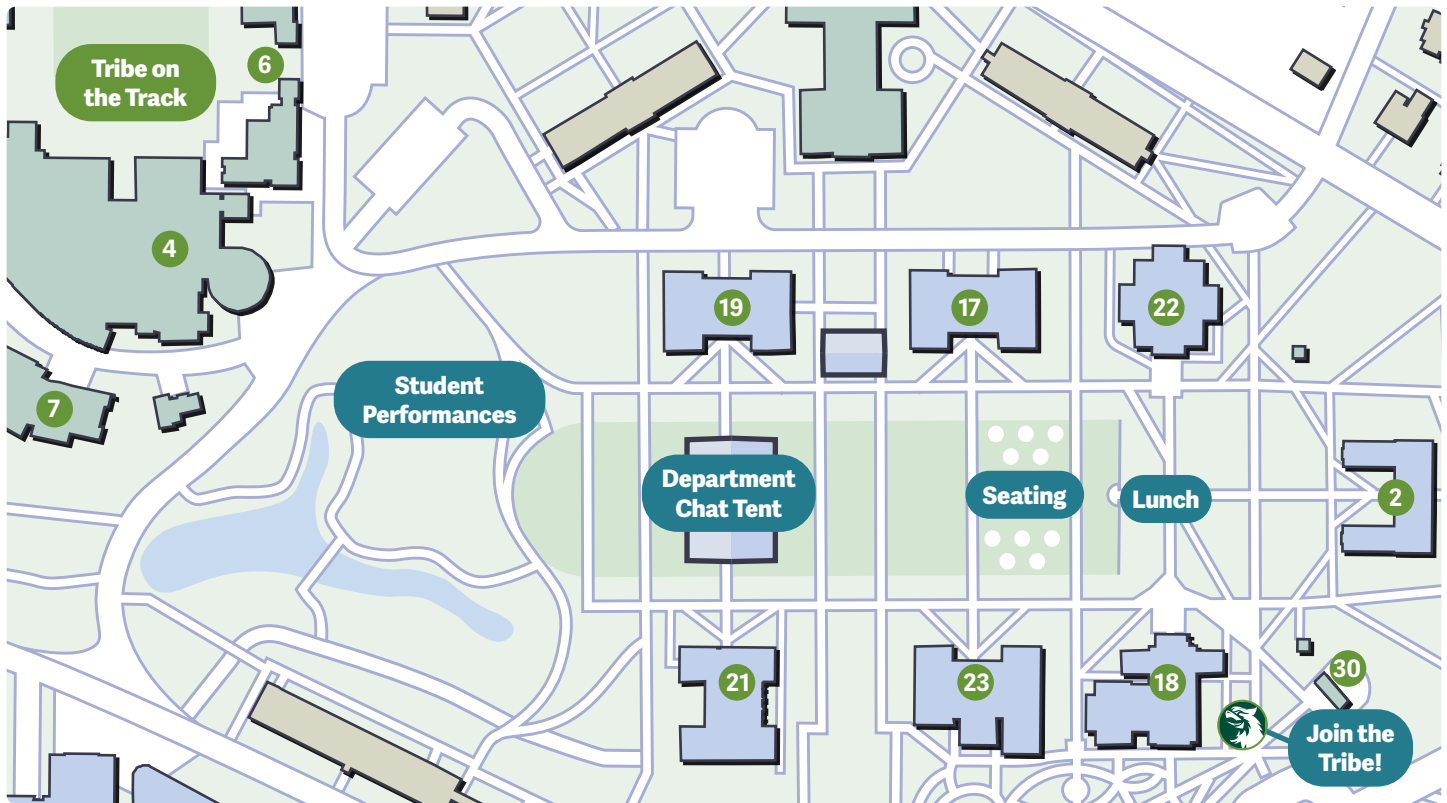 Tribe on
the Track
6
4
7
19
17
22
Student
Performances
Department
Chat Tent
Seating
Lunch
2
21
23
18
30
Join the
Tribe!